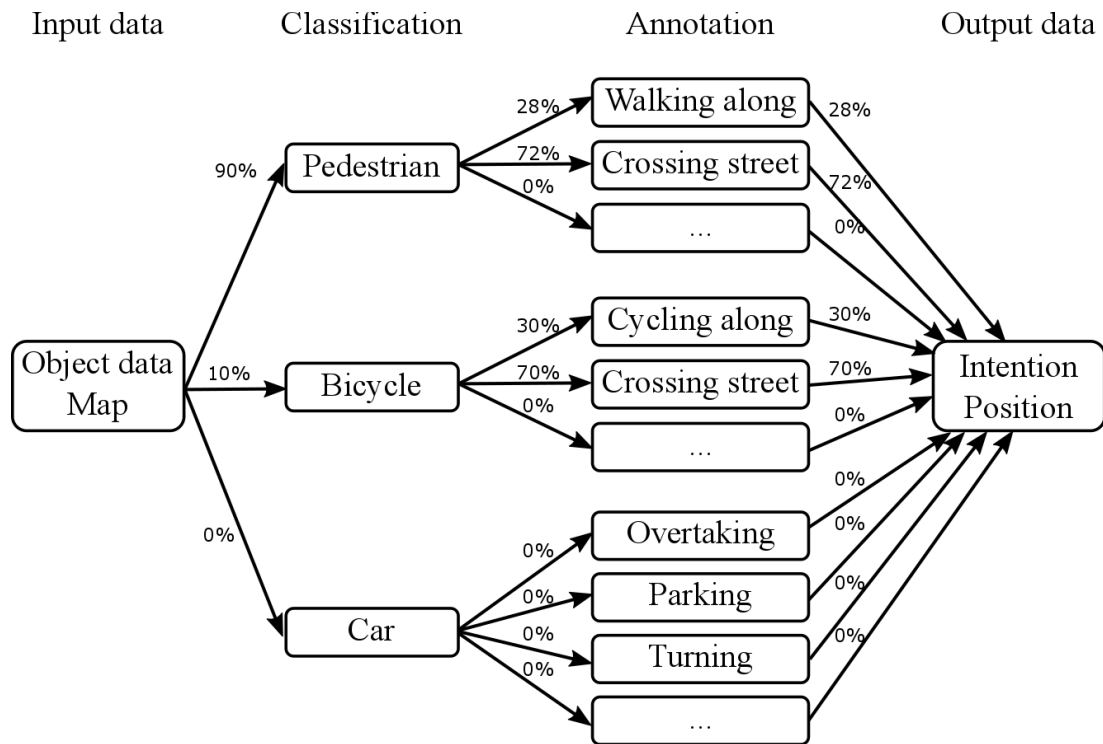 Input data
Classification
Annotation
Output data
Object data
Map
90%
10%
0%
Pedestrian
28%
72%
0%
Walking along
Crossing street
...
28%
72%
0%
Bicycle
30%
70%
0%
Cycling along
Crossing street
...
30%
70%
0%
Car
0%
0%
0%
0%
Overtaking
Parking
Turning
...
0%
0%
0%
0%
Intention
Position